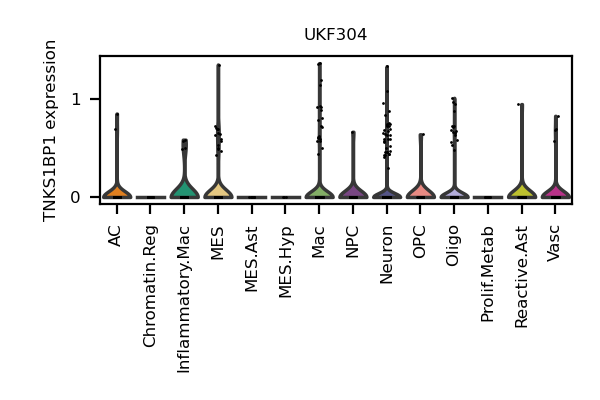 UKF304
TNKS1BP1 expression
1
0
AC
Chromatin.Reg
Inflammatory.Mac
MES
MES.Ast
MES.Hyp
Mac
NPC
Neuron
OPC
Oligo
Prolif.Metab
Reactive.Ast
Vasc